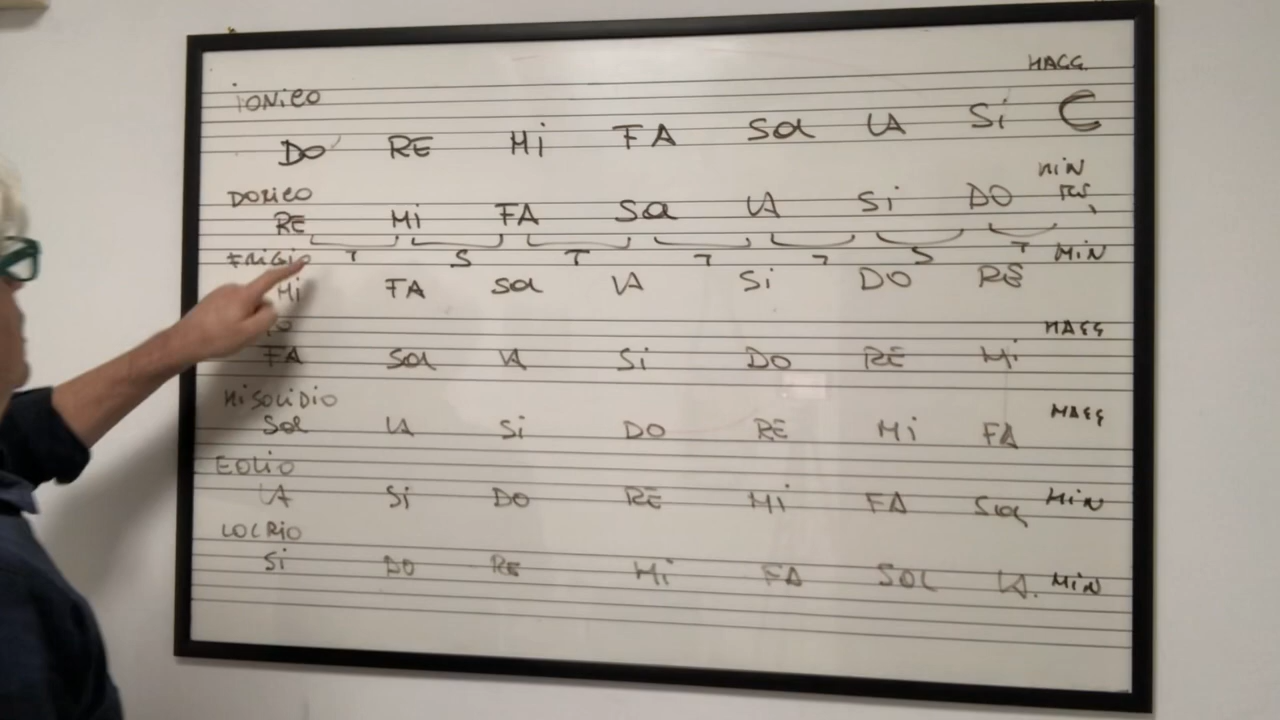 MAGG
IONICO
DO RE Mi FA Sol LA Si C
MIN
DORICO
RE Mi FA Sol LA Si DO
T S T T T S T
FRIGIO MIN
Mi FA Sol LA Si DO RE
MAGG
FA Sol LA Si DO RE Mi
MISOLIDIO MAGG
Sol LA Si DO RE Mi FA
EOLIO
LA Si DO RE Mi FA Sol MIN
LOCRIO
Si DO RE Mi FA SOL LA. MIN